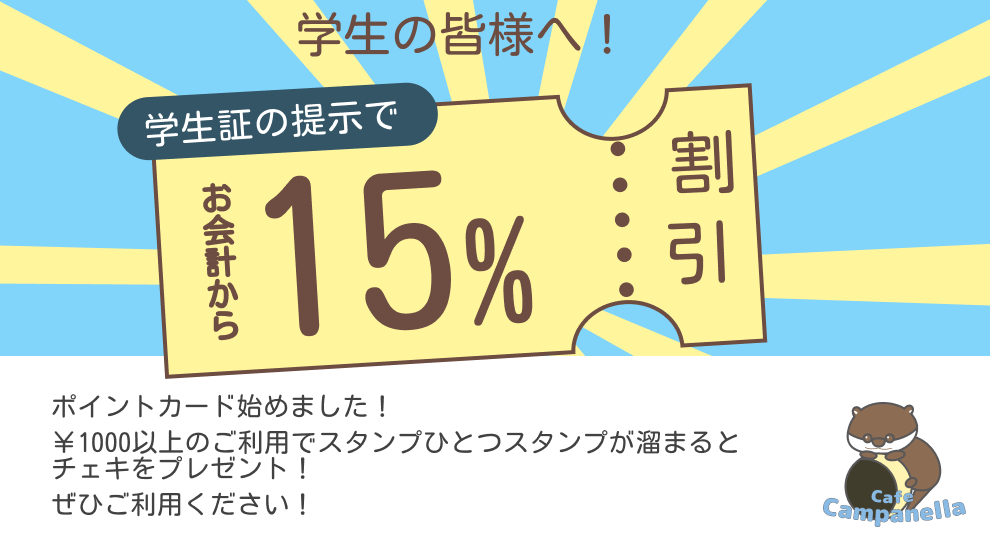 学生の皆様へ！
学生証の提示で
お会計から
15%
割引
ポイントカード始めました！
￥1000以上のご利用でスタンプひとつスタンプが溜まると
チェキをプレゼント！
ぜひご利用ください！
Cafe
Campanella